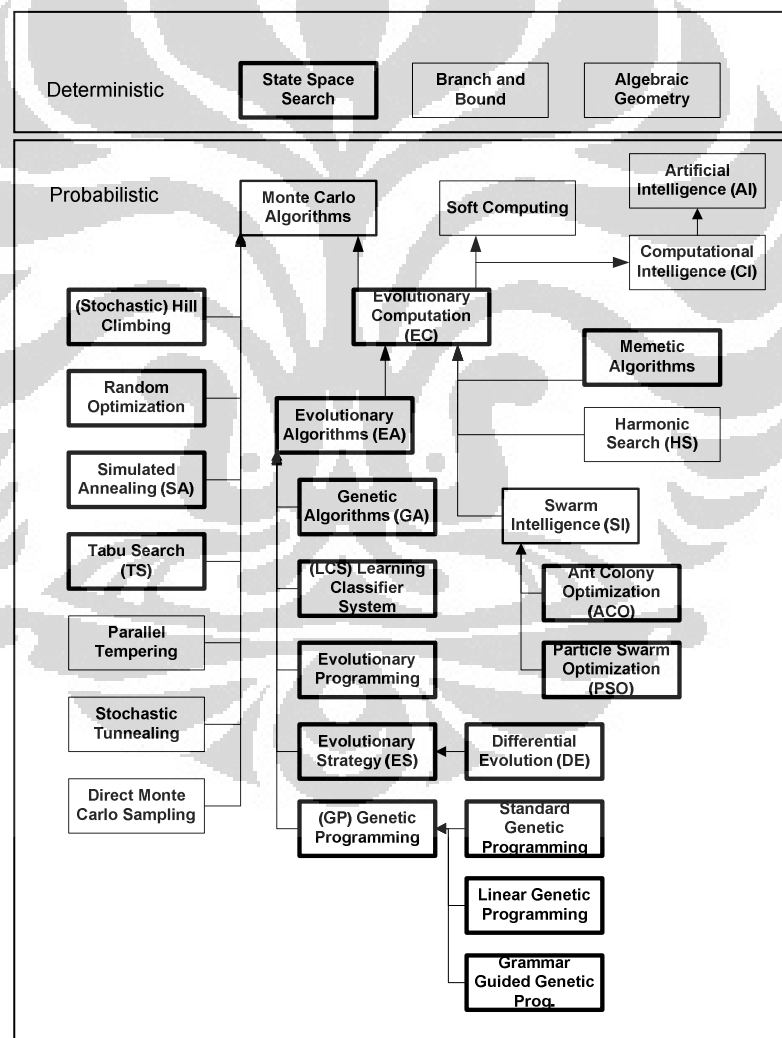 Deterministic
State Space
Search
Branch and
Bound
Algebraic
Geometry
Probabilistic
Monte Carlo
Algorithms
Soft Computing
Artificial
Intelligence (AI)
Computational
Intelligence (CI)
(Stochastic) Hill
Climbing
Evolutionary
Computation
(EC)
Memetic
Algorithms
Random
Optimization
Evolutionary
Algorithms (EA)
Harmonic
Search (HS)
Simulated
Annealing (SA)
Genetic
Algorithms (GA)
Swarm
Intelligence (SI)
Tabu Search
(TS)
(LCS) Learning
Classifier
System
Ant Colony
Optimization
(ACO)
Parallel
Tempering
Evolutionary
Programming
Particle Swarm
Optimization
(PSO)
Stochastic
Tunnealing
Evolutionary
Strategy (ES)
Differential
Evolution (DE)
Direct Monte
Carlo Sampling
(GP) Genetic
Programming
Standard
Genetic
Programming
Linear Genetic
Programming
Grammar
Guided Genetic
Prog.